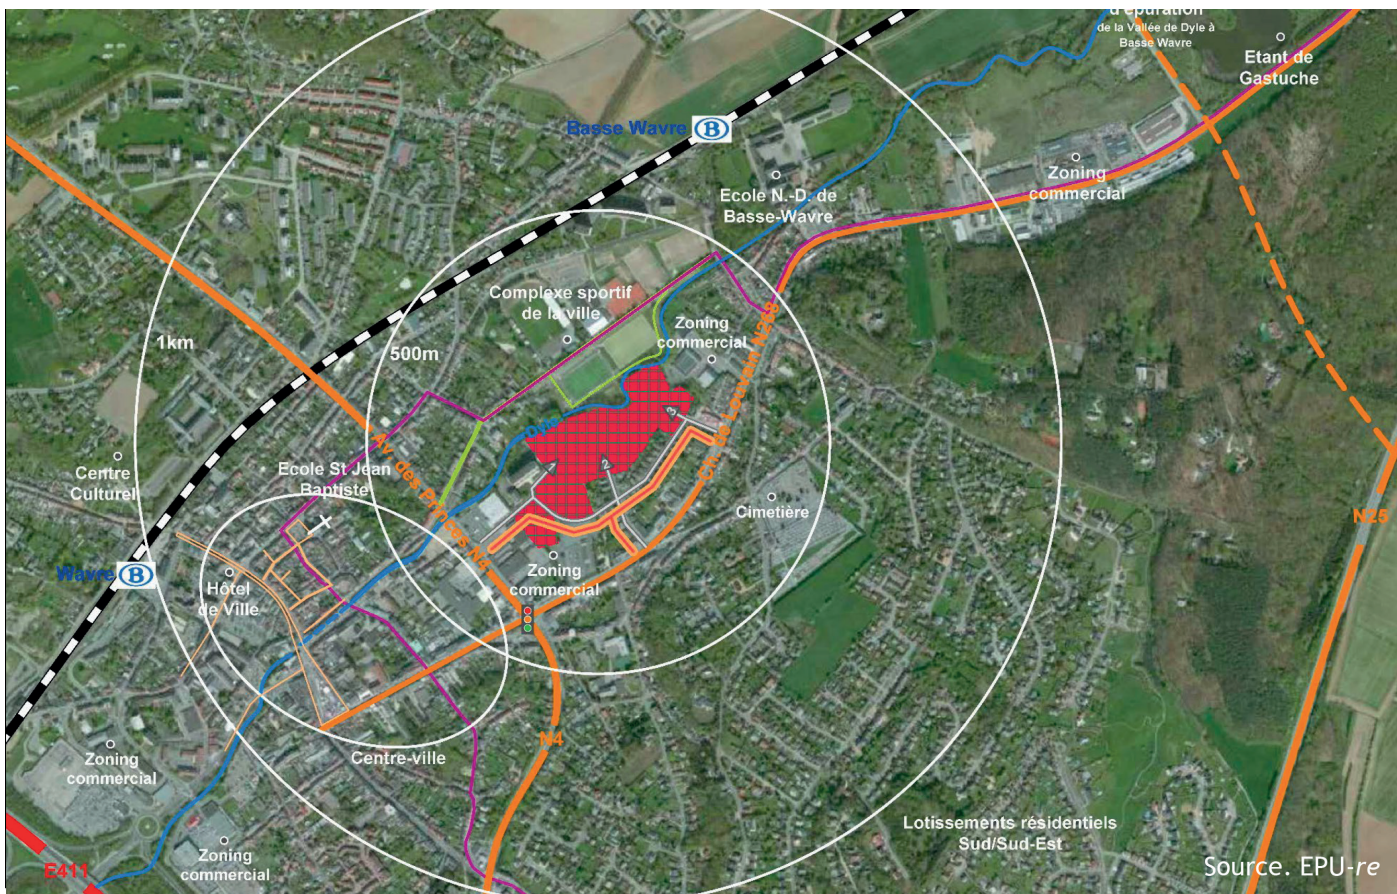 d'épuration
de la Vallée de Dyle à
Basse Wavre
Etant de
Gastuche
Basse Wavre B
Zoning
commercial
Ecole N.-D. de
Basse-Wavre
Complexe sportif
de la ville
Zoning
commercial
1km
500m
Ch. de Louvain N268
Dyle
Av. des Princes N4
3
2
1
Ecole St Jean
Baptiste
Centre
Culturel
Cimetière
N25
Wavre B
Hôtel
de Ville
Zoning
commercial
N4
Centre-ville
Zoning
commercial
Zoning
commercial
E411
Lotissements résidentiels
Sud/Sud-Est
Source. EPU-re